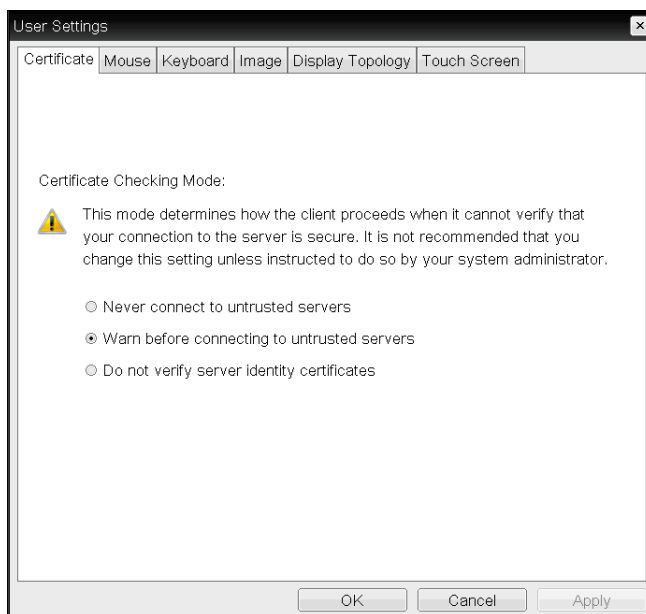 User Settings
Certificate Mouse Keyboard Image Display Topology Touch Screen
Certificate Checking Mode:
This mode determines how the client proceeds when it cannot verify that
your connection to the server is secure. It is not recommended that you
change this setting unless instructed to do so by your system administrator.
Never connect to untrusted servers
Warn before connecting to untrusted servers
Do not verify server identity certificates
OK Cancel Apply